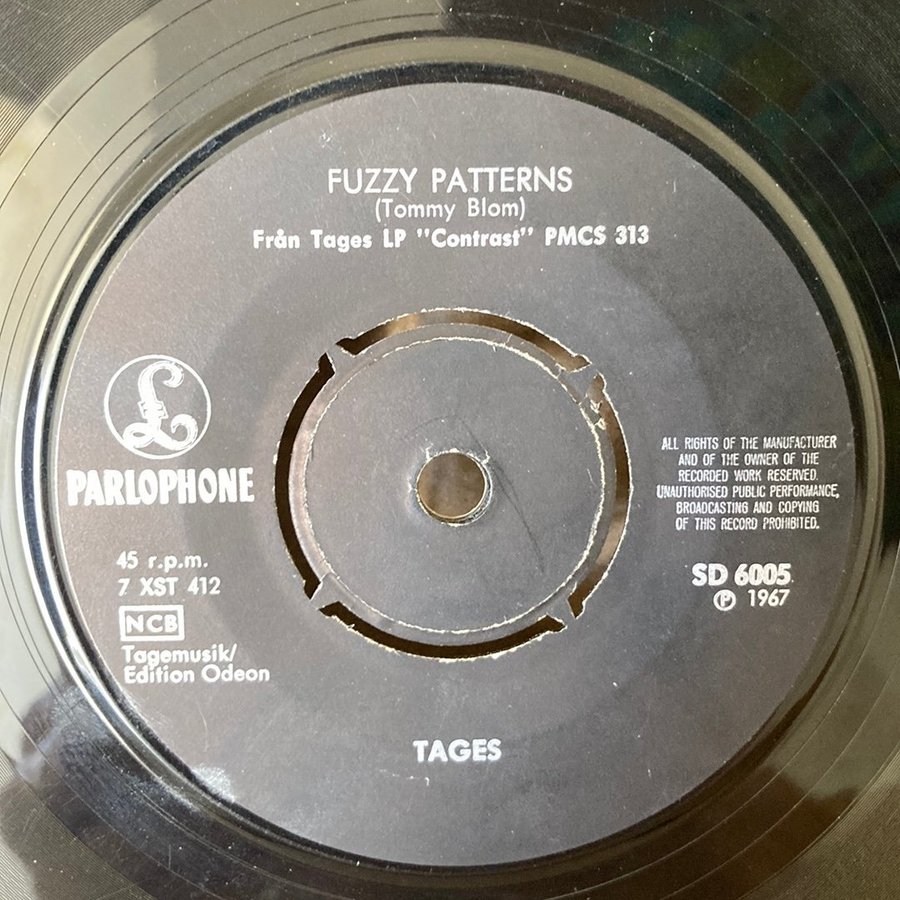 FUZZY PATTERNS
(Tommy Blom)
Från Tages LP "Contrast" PMCS 313
£
PARLOPHONE
45 r.p.m.
7 XST 412
NCB
Tagemusik/
Edition Odeon
ALL RIGHTS OF THE MANUFACTURER
AND OF THE OWNER OF THE
RECORDED WORK RESERVED.
UNAUTHORISED PUBLIC PERFORMANCE,
BROADCASTING AND COPYING
OF THIS RECORD PROHIBITED.
SD 6005
℗ 1967
TAGES